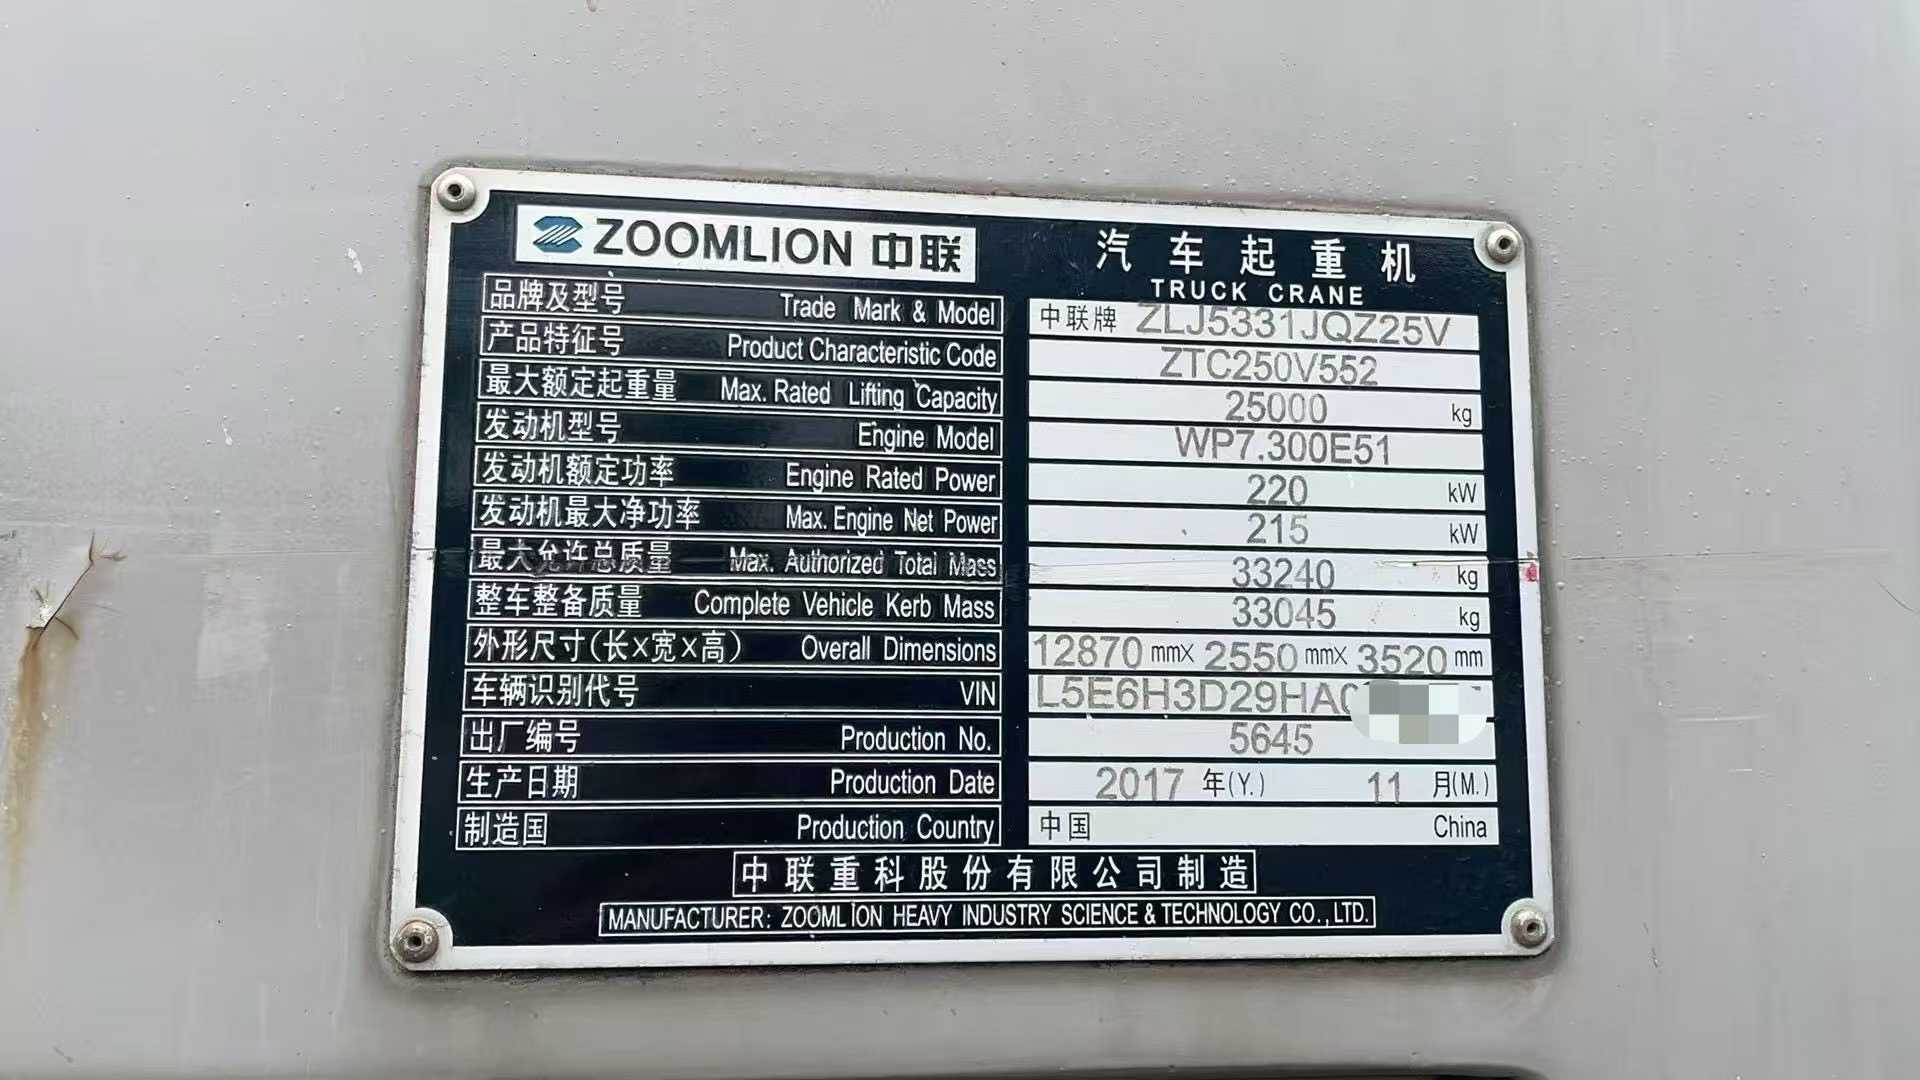 ZOOMLION 中联
汽车起重机
TRUCK CRANE
品牌及型号 Trade Mark & Model 中联牌 ZLJ5331JQZ25V
产品特征号 Product Characteristic Code ZTC250V552
最大额定起重量 Max. Rated Lifting Capacity 25000 kg
发动机型号 Engine Model WP7.300E51
发动机额定功率 Engine Rated Power 220 kW
发动机最大净功率 Max. Engine Net Power 215 kW
最大允许总质量 Max. Authorized Total Mass 33240 kg
整车整备质量 Complete Vehicle Kerb Mass 33045 kg
外形尺寸(长×宽×高) Overall Dimensions 12870 mm× 2550 mm× 3520 mm
车辆识别代号 VIN L5E6H3D29HA
出厂编号 Production No. 5645
生产日期 Production Date 2017 年(Y.) 11 月(M.)
制造国 Production Country 中国 China
中联重科股份有限公司制造
MANUFACTURER: ZOOMLION HEAVY INDUSTRY SCIENCE & TECHNOLOGY CO., LTD.